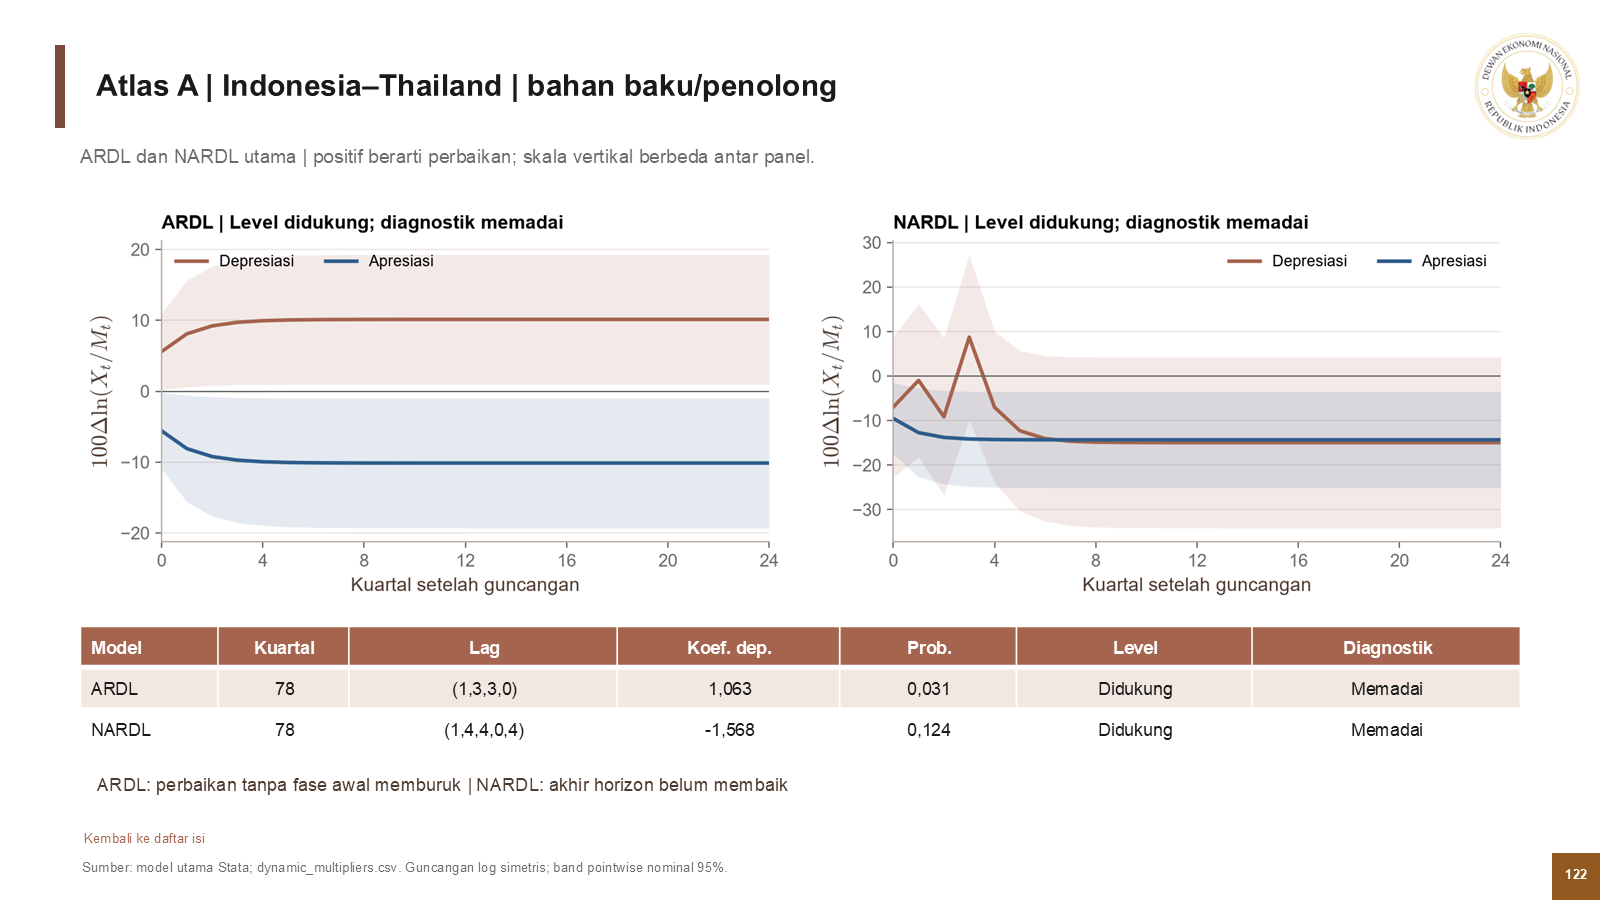 Atlas A | Indonesia–Thailand | bahan baku/penolong
DEWAN EKONOMI NASIONAL
REPUBLIK INDONESIA
ARDL dan NARDL utama | positif berarti perbaikan; skala vertikal berbeda antar panel.
ARDL | Level didukung; diagnostik memadai
Depresiasi Apresiasi
20
10
0
−10
−20
100Δln(Xₜ/Mₜ)
0 4 8 12 16 20 24
Kuartal setelah guncangan
NARDL | Level didukung; diagnostik memadai
Depresiasi Apresiasi
30
20
10
0
−10
−20
−30
100Δln(Xₜ/Mₜ)
0 4 8 12 16 20 24
Kuartal setelah guncangan
Model Kuartal Lag Koef. dep. Prob. Level Diagnostik
ARDL 78 (1,3,3,0) 1,063 0,031 Didukung Memadai
NARDL 78 (1,4,4,0,4) -1,568 0,124 Didukung Memadai
ARDL: perbaikan tanpa fase awal memburuk | NARDL: akhir horizon belum membaik
Kembali ke daftar isi
Sumber: model utama Stata; dynamic_multipliers.csv. Guncangan log simetris; band pointwise nominal 95%.
122